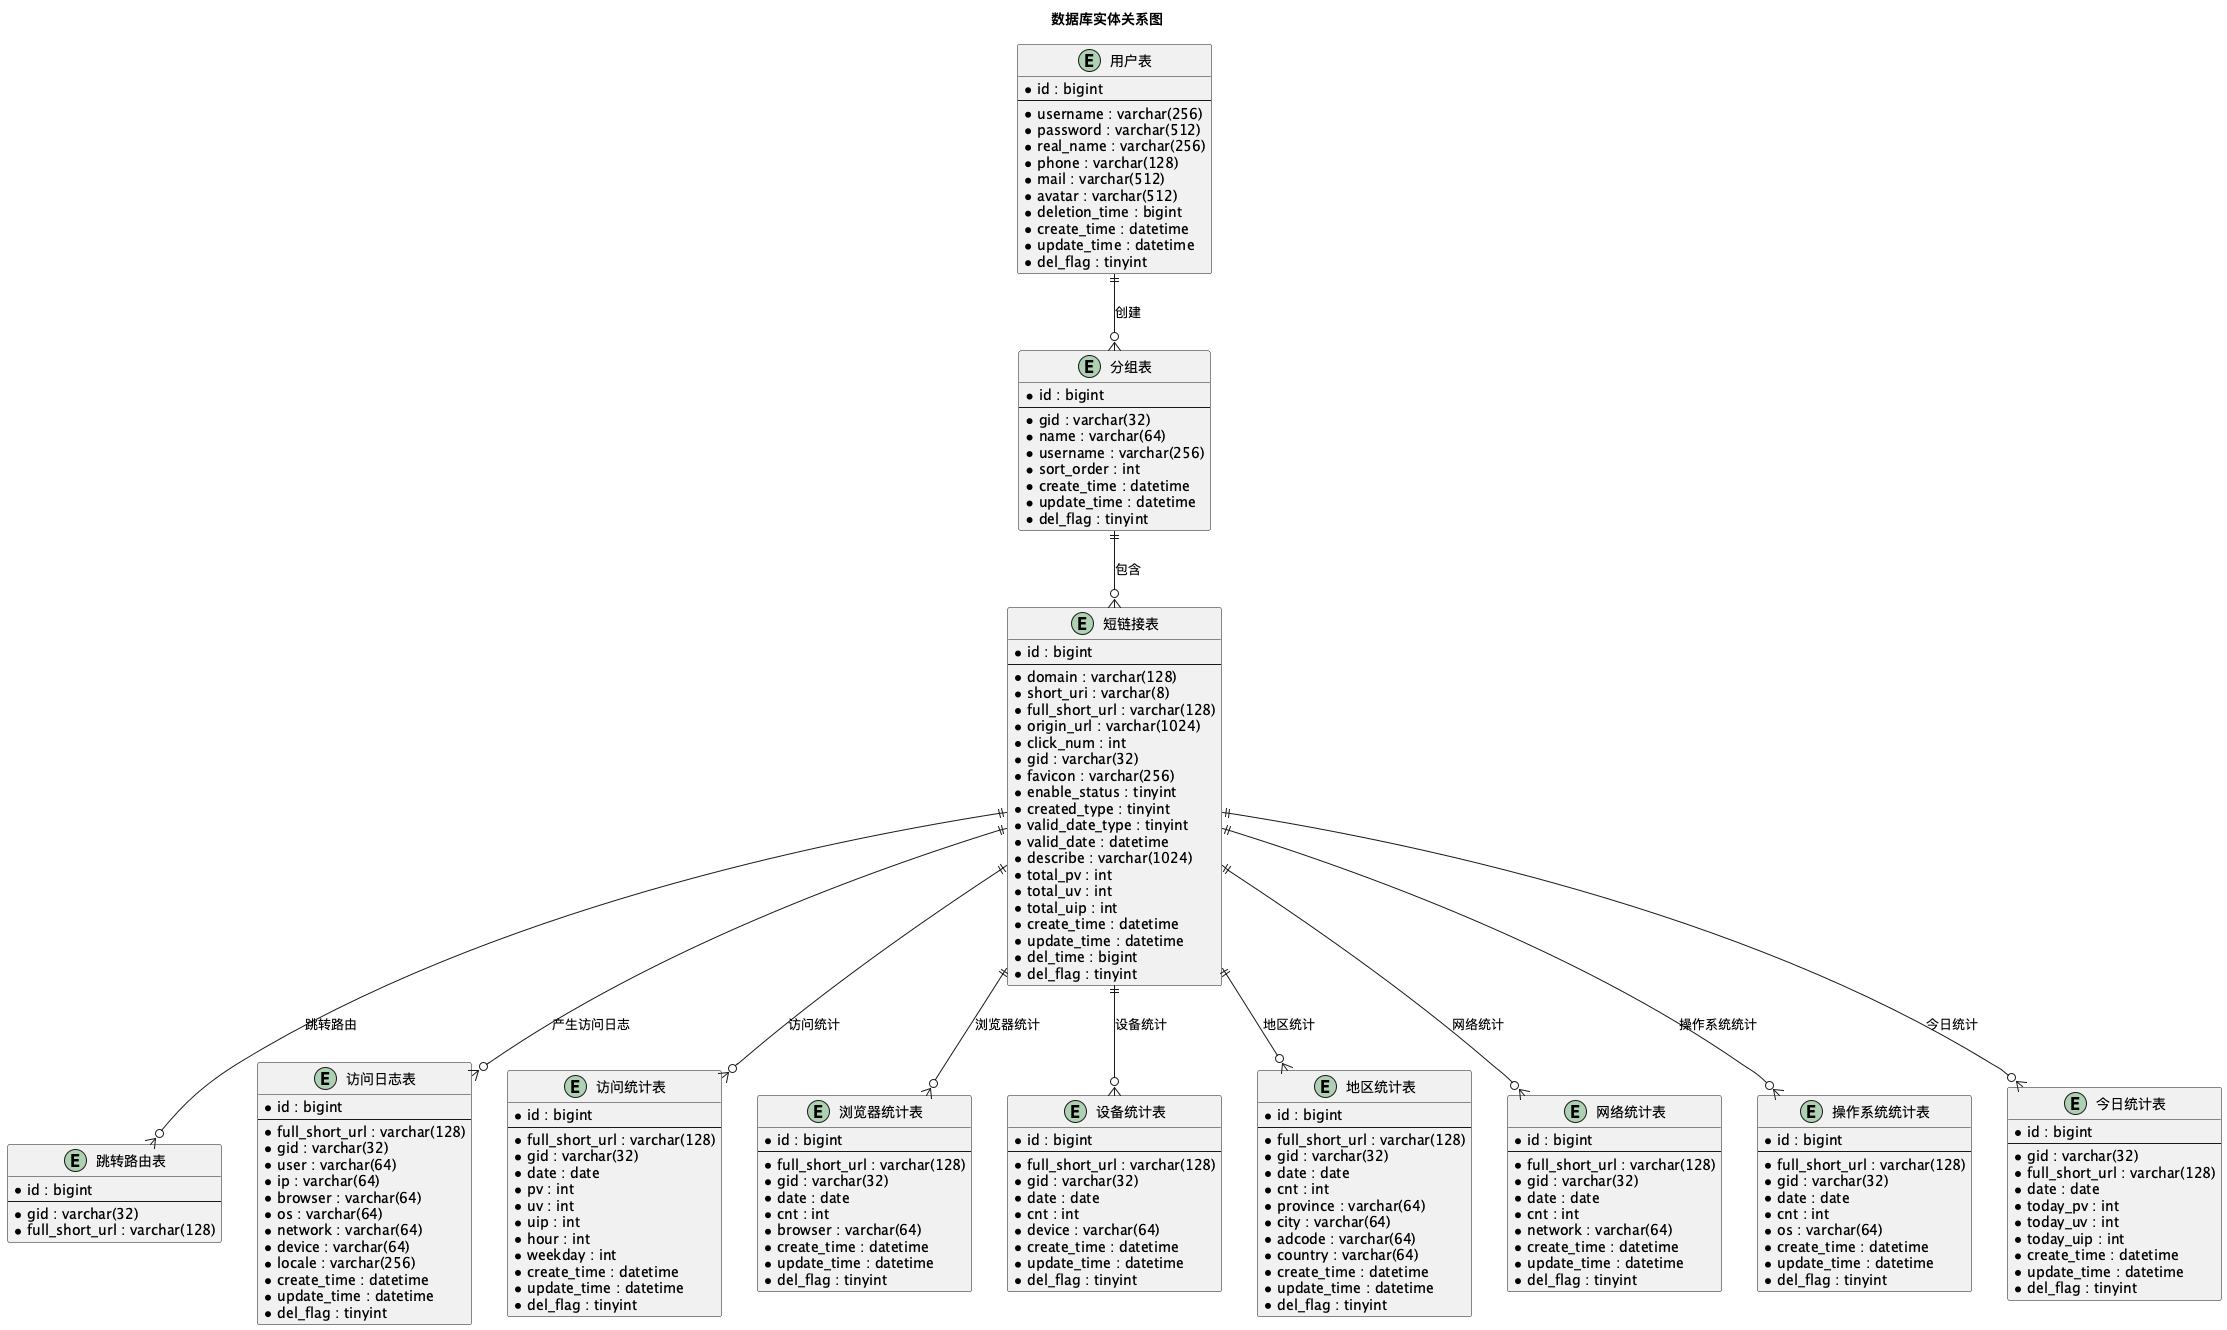 数据库实体关系图
E 用户表
id : bigint
username : varchar(256)
password : varchar(512)
real_name : varchar(256)
phone : varchar(128)
mail : varchar(512)
avatar : varchar(512)
deletion_time : bigint
create_time : datetime
update_time : datetime
del_flag : tinyint
创建
E 分组表
id : bigint
gid : varchar(32)
name : varchar(64)
username : varchar(256)
sort_order : int
create_time : datetime
update_time : datetime
del_flag : tinyint
包含
E 短链接表
id : bigint
domain : varchar(128)
short_uri : varchar(8)
full_short_url : varchar(128)
origin_url : varchar(1024)
click_num : int
gid : varchar(32)
favicon : varchar(256)
enable_status : tinyint
created_type : tinyint
valid_date_type : tinyint
valid_date : datetime
describe : varchar(1024)
total_pv : int
total_uv : int
total_uip : int
create_time : datetime
update_time : datetime
del_time : bigint
del_flag : tinyint
跳转路由
产生访问日志
访问统计
浏览器统计
设备统计
地区统计
网络统计
操作系统统计
今日统计
E 跳转路由表
id : bigint
gid : varchar(32)
full_short_url : varchar(128)
E 访问日志表
id : bigint
full_short_url : varchar(128)
gid : varchar(32)
user : varchar(64)
ip : varchar(64)
browser : varchar(64)
os : varchar(64)
network : varchar(64)
device : varchar(64)
locale : varchar(256)
create_time : datetime
update_time : datetime
del_flag : tinyint
E 访问统计表
id : bigint
full_short_url : varchar(128)
gid : varchar(32)
date : date
pv : int
uv : int
uip : int
hour : int
weekday : int
create_time : datetime
update_time : datetime
del_flag : tinyint
E 浏览器统计表
id : bigint
full_short_url : varchar(128)
gid : varchar(32)
date : date
cnt : int
browser : varchar(64)
create_time : datetime
update_time : datetime
del_flag : tinyint
E 设备统计表
id : bigint
full_short_url : varchar(128)
gid : varchar(32)
date : date
cnt : int
device : varchar(64)
create_time : datetime
update_time : datetime
del_flag : tinyint
E 地区统计表
id : bigint
full_short_url : varchar(128)
gid : varchar(32)
date : date
cnt : int
province : varchar(64)
city : varchar(64)
adcode : varchar(64)
country : varchar(64)
create_time : datetime
update_time : datetime
del_flag : tinyint
E 网络统计表
id : bigint
full_short_url : varchar(128)
gid : varchar(32)
date : date
cnt : int
network : varchar(64)
create_time : datetime
update_time : datetime
del_flag : tinyint
E 操作系统统计表
id : bigint
full_short_url : varchar(128)
gid : varchar(32)
date : date
cnt : int
os : varchar(64)
create_time : datetime
update_time : datetime
del_flag : tinyint
E 今日统计表
id : bigint
gid : varchar(32)
full_short_url : varchar(128)
date : date
today_pv : int
today_uv : int
today_uip : int
create_time : datetime
update_time : datetime
del_flag : tinyint